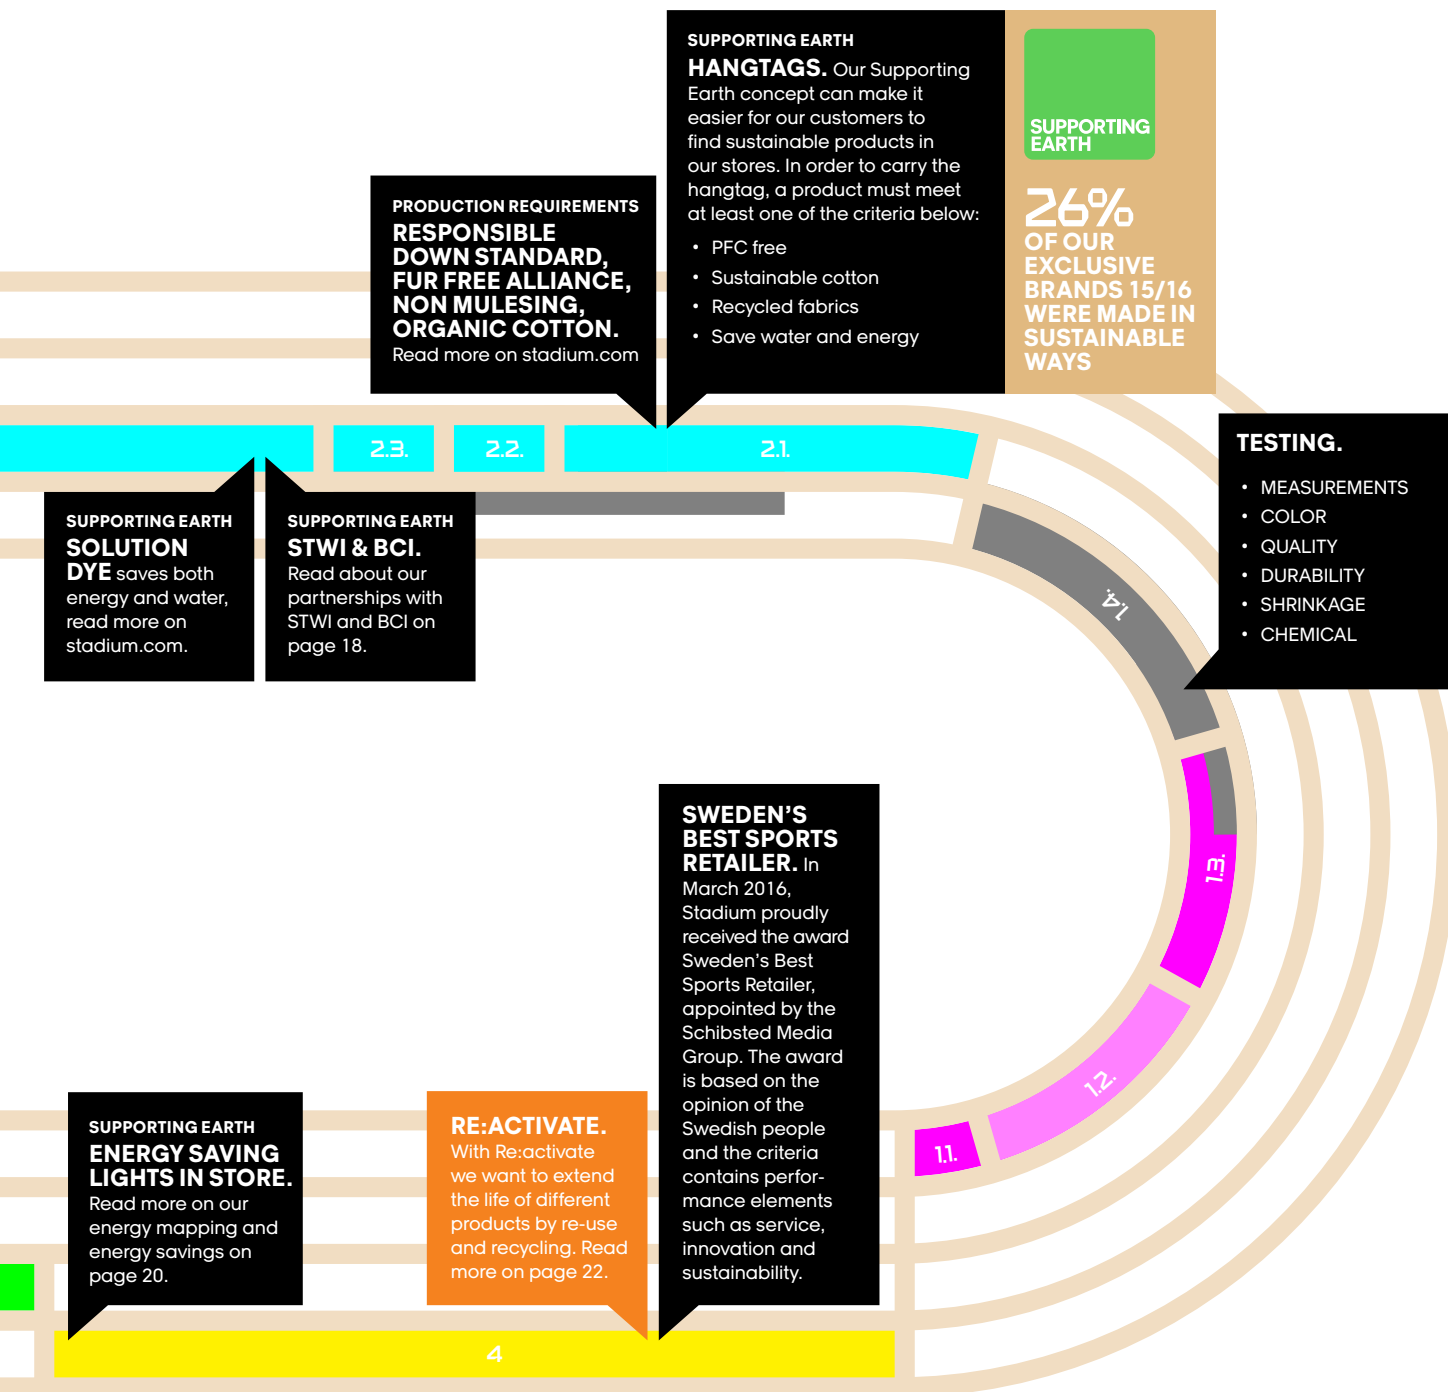 SUPPORTING EARTH
HANGTAGS. Our Supporting
Earth concept can make it
easier for our customers to
find sustainable products in
our stores. In order to carry the
hangtag, a product must meet
at least one of the criteria below:
• PFC free
• Sustainable cotton
• Recycled fabrics
• Save water and energy
SUPPORTING
EARTH
26%
OF OUR
EXCLUSIVE
BRANDS 15/16
WERE MADE IN
SUSTAINABLE
WAYS
PRODUCTION REQUIREMENTS
RESPONSIBLE
DOWN STANDARD,
FUR FREE ALLIANCE,
NON MULESING,
ORGANIC COTTON.
Read more on stadium.com
2.3.
2.2.
2.1.
TESTING.
• MEASUREMENTS
• COLOR
• QUALITY
• DURABILITY
• SHRINKAGE
• CHEMICAL
SUPPORTING EARTH
SOLUTION
DYE saves both
energy and water,
read more on
stadium.com.
SUPPORTING EARTH
STWI & BCI.
Read about our
partnerships with
STWI and BCI on
page 18.
1.4.
1.3.
1.2.
1.1.
SWEDEN'S
BEST SPORTS
RETAILER. In
March 2016,
Stadium proudly
received the award
Sweden's Best
Sports Retailer,
appointed by the
Schibsted Media
Group. The award
is based on the
opinion of the
Swedish people
and the criteria
contains perfor-
mance elements
such as service,
innovation and
sustainability.
SUPPORTING EARTH
ENERGY SAVING
LIGHTS IN STORE.
Read more on our
energy mapping and
energy savings on
page 20.
RE:ACTIVATE.
With Re:activate
we want to extend
the life of different
products by re-use
and recycling. Read
more on page 22.
4